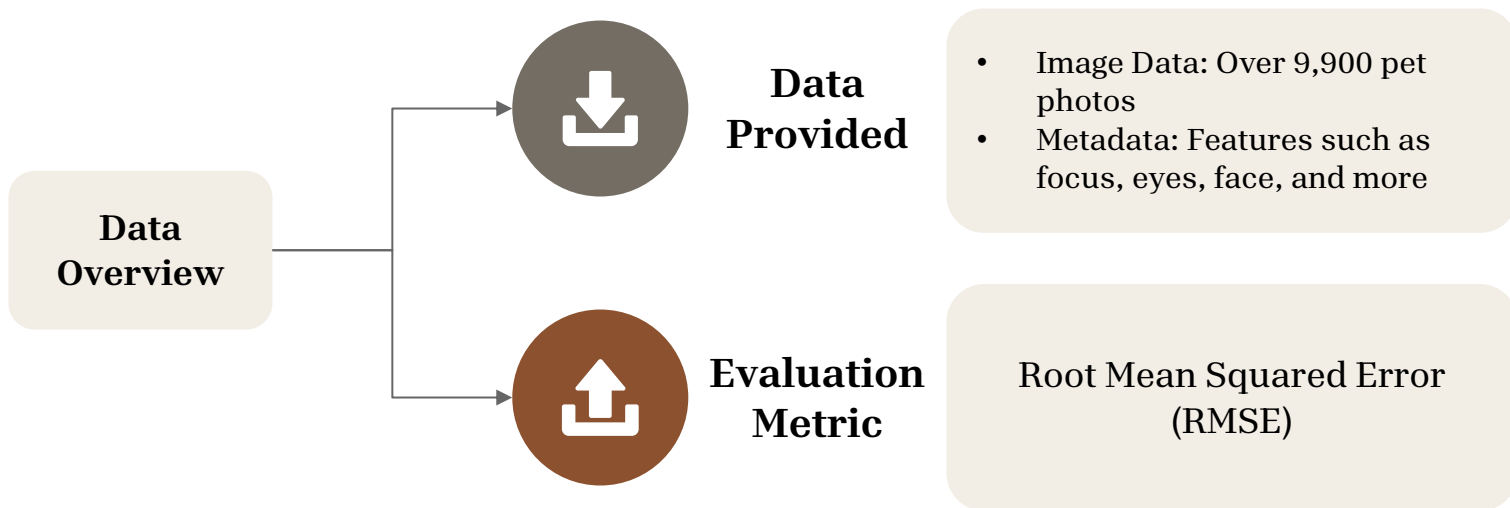 Data
Overview
Data
Provided
• Image Data: Over 9,900 pet
photos
• Metadata: Features such as
focus, eyes, face, and more
Evaluation
Metric
Root Mean Squared Error
(RMSE)